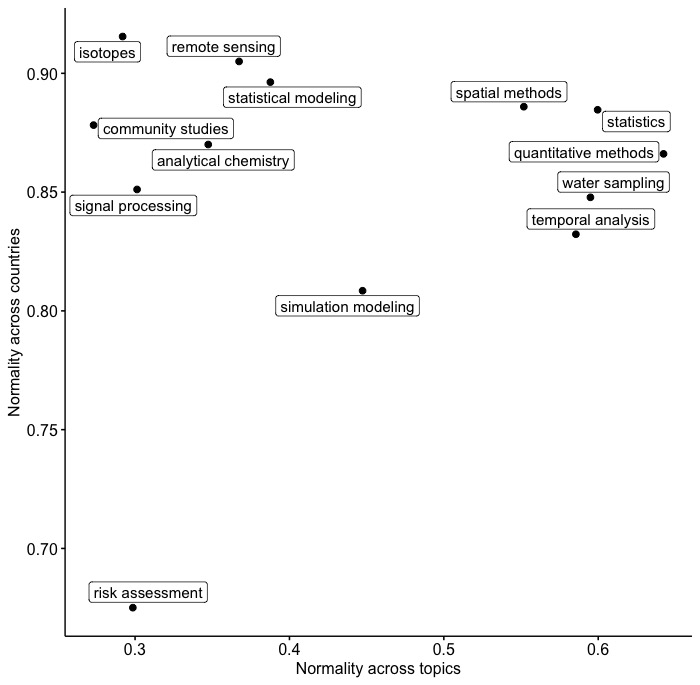 isotopes
remote sensing
statistical modeling
spatial methods
statistics
community studies
quantitative methods
analytical chemistry
water sampling
signal processing
temporal analysis
simulation modeling
risk assessment
0.90
0.85
0.80
0.75
0.70
Normality across countries
0.3 0.4 0.5 0.6
Normality across topics